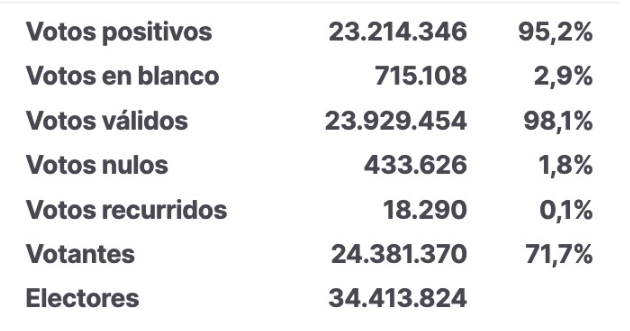 Votos positivos 23.214.346 95,2%
Votos en blanco 715.108 2,9%
Votos válidos 23.929.454 98,1%
Votos nulos 433.626 1,8%
Votos recurridos 18.290 0,1%
Votantes 24.381.370 71,7%
Electores 34.413.824